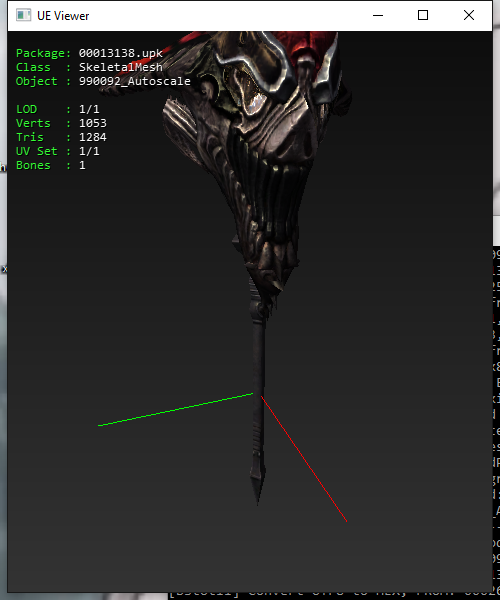 UE Viewer
Package: 00013138.upk
Class : SkeletalMesh
Object : 990092_Autoscale
LOD : 1/1
Verts : 1053
Tris : 1284
UV Set : 1/1
Bones : 1